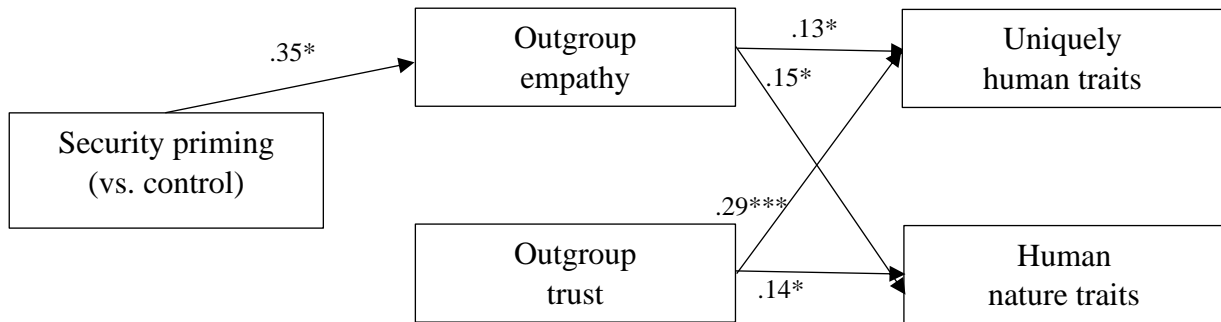 Outgroup
empathy
Uniquely
human traits
.35*
.13*
.15*
Security priming
(vs. control)
.29***
Outgroup
trust
.14*
Human
nature traits